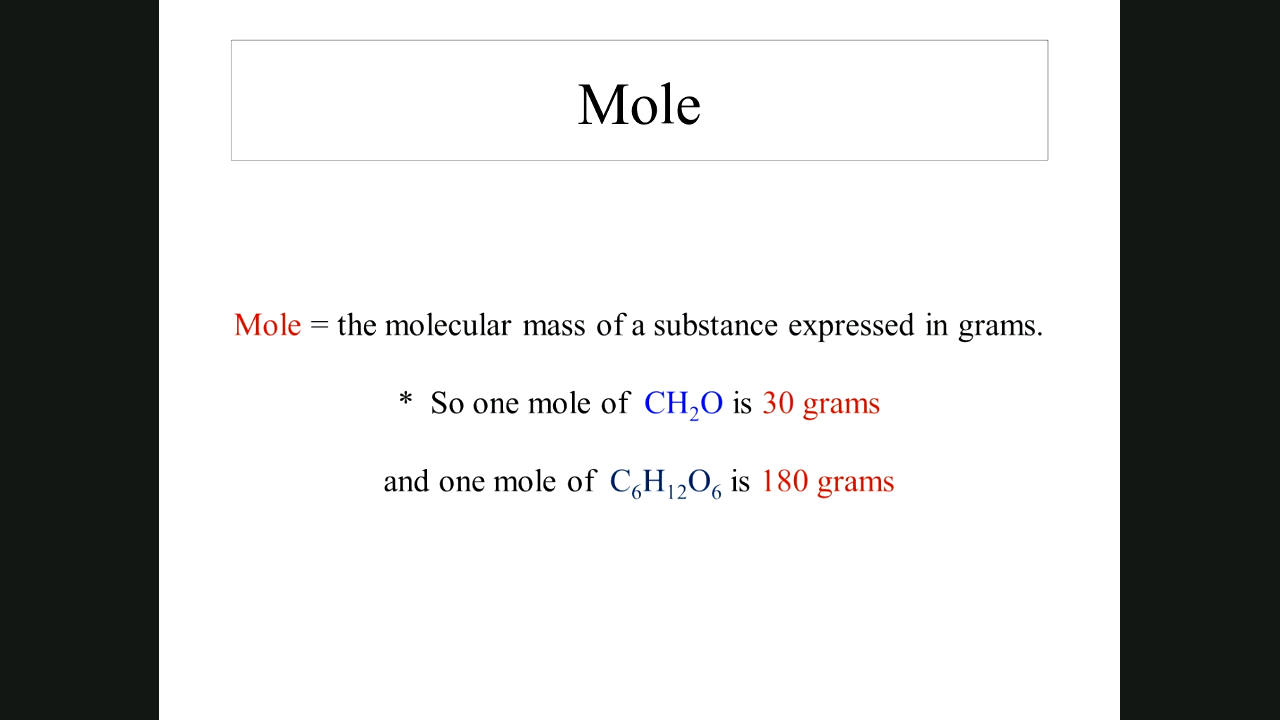 Mole
Mole = the molecular mass of a substance expressed in grams.
* So one mole of CH₂O is 30 grams
and one mole of C₆H₁₂O₆ is 180 grams